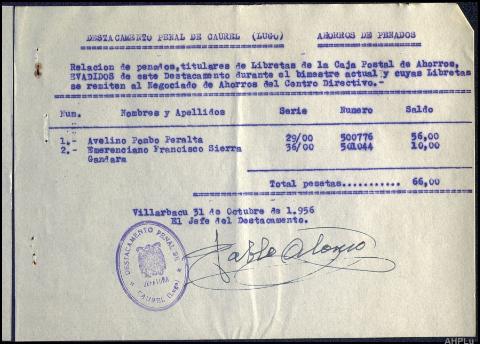 DESTACAMENTO PENAL DE CAUREL (LUGO) AHORROS DE PENADOS
Relacion de penados, titulares de Libretas de la Caja Postal de Ahorros,
EVADIDOS de este Destacamento durante el bimestre actual y cuyas Libretas
se remiten al Negociado de Ahorros del Centro Directivo.-
Num. Nombres y Apellidos Serie Numero Saldo
1.- Avelino Pombo Peralta 29/00 500776 56,00
2.- Emerenciano Francisco Sierra 36/00 501044 10,00
Gandara
Total pesetas........... 66,00
Villarbacu 31 de Octubre de 1.956
El Jefe del Destacamento.
DESTACAMENTO PENAL DE
JEFATURA
CAUREL (Lugo)
Pablo Alonso
AHPLu